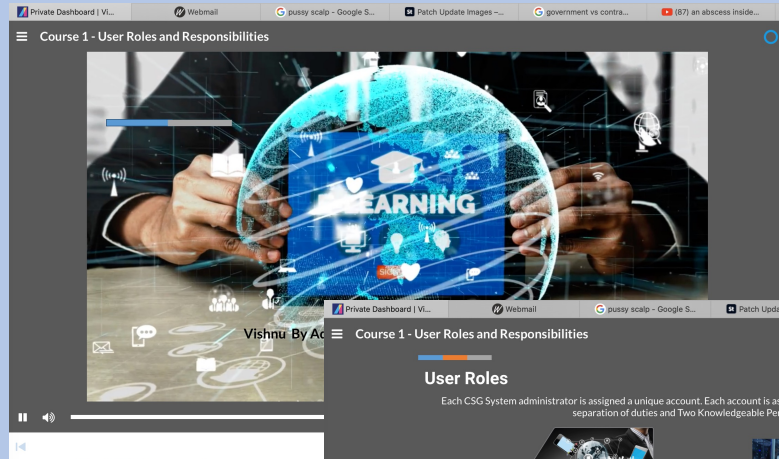 Private Dashboard | Vi...
Webmail
pussy scalp - Google S...
Patch Update Images –...
government vs contra...
(87) an abscess inside...
Course 1 - User Roles and Responsibilities
LEARNING
Vishnu By
Private Dashboard | Vi...
Webmail
pussy scalp - Google S...
Patch Upda
Course 1 - User Roles and Responsibilities
User Roles
Each CSG System administrator is assigned a unique account. Each account is as
separation of duties and Two Knowledgeable Per